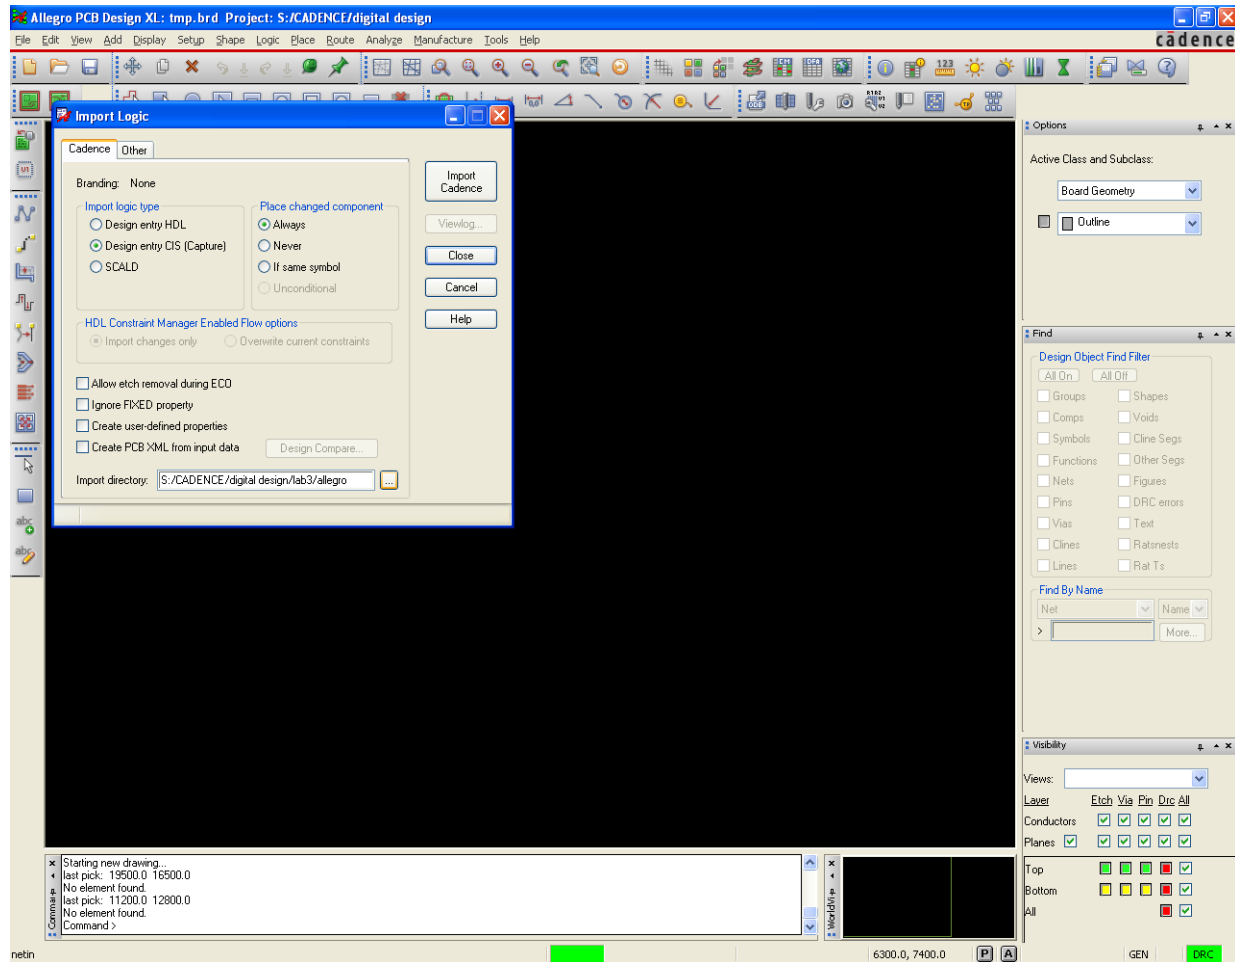 Allegro PCB Design XL: tmp.brd Project: S:/CADENCE/digital design
File Edit View Add Display Setup Shape Logic Place Route Analyze Manufacture Tools Help
cādence
Import Logic
Cadence Other
Branding: None
Import logic type
Design entry HDL
Design entry CIS (Capture)
SCALD
Place changed component
Always
Never
If same symbol
Unconditional
HDL Constraint Manager Enabled Flow options
Import changes only Overwrite current constraints
Allow etch removal during ECO
Ignore FIXED property
Create user-defined properties
Create PCB XML from input data Design Compare...
Import directory: S:/CADENCE/digital design/lab3/allegro ...
Import Cadence
Viewlog...
Close
Cancel
Help
Options
Active Class and Subclass:
Board Geometry
Outline
Find
Design Object Find Filter
All On All Off
Groups Shapes
Comps Voids
Symbols Cline Segs
Functions Other Segs
Nets Figures
Pins DRC errors
Vias Text
Clines Ratsnests
Lines Rat Ts
Find By Name
Net Name
> More...
Visibility
Views:
Layer Etch Via Pin Drc All
Conductors
Planes
Top
Bottom
All
Starting new drawing...
last pick: 19500.0 16500.0
No element found.
last pick: 11200.0 12800.0
No element found.
Command >
WorldView
netin
6300.0, 7400.0 P A GEN DRC